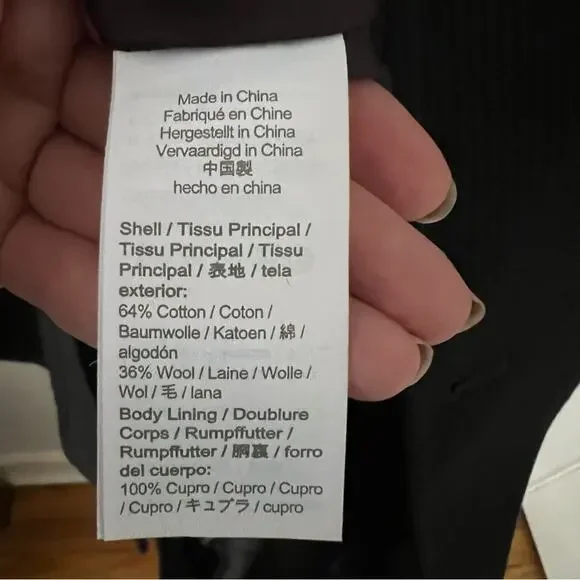 Made in China
Fabriqué en Chine
Hergestellt in China
Vervaardigd in China
中国製
hecho en china
Shell / Tissu Principal /
Tissu Principal / Tissu
Principal / 表地 / tela
exterior:
64% Cotton / Coton /
Baumwolle / Katoen / 綿 /
algodón
36% Wool / Laine / Wolle /
Wol / 毛 / lana
Body Lining / Doublure
Corps / Rumpffutter /
Rumpffutter / 胴裏 / forro
del cuerpo:
100% Cupro / Cupro / Cupro
/ Cupro / キュプラ / cupro